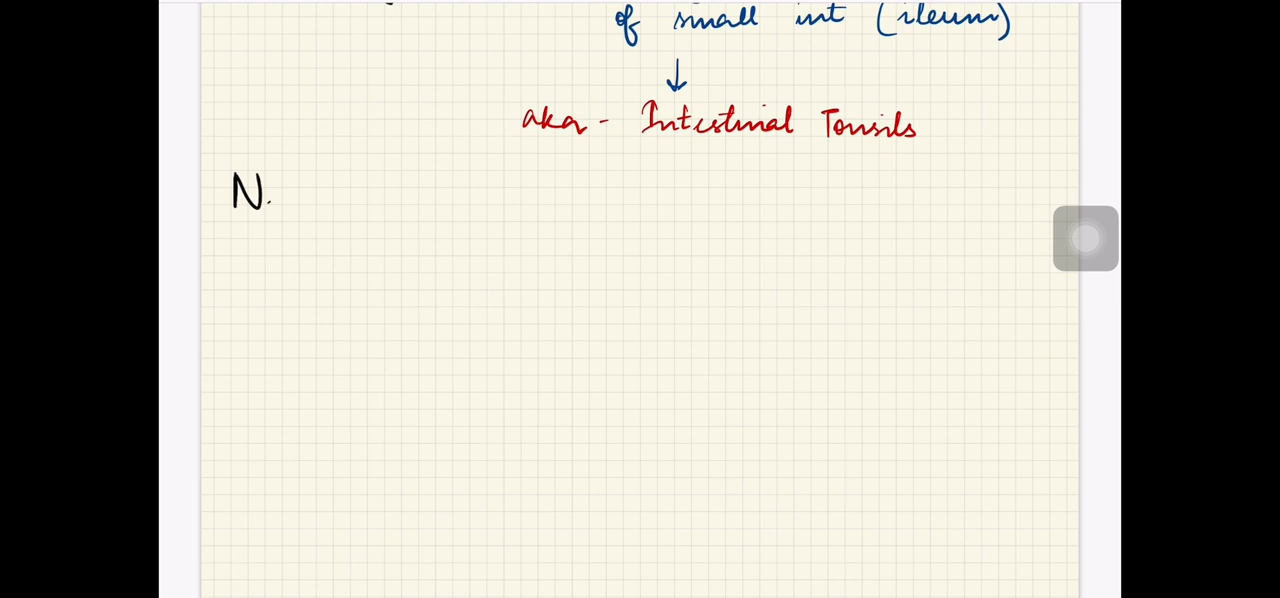 of small int (ileum)
↓
aka - Intestinal Tonsils
N.